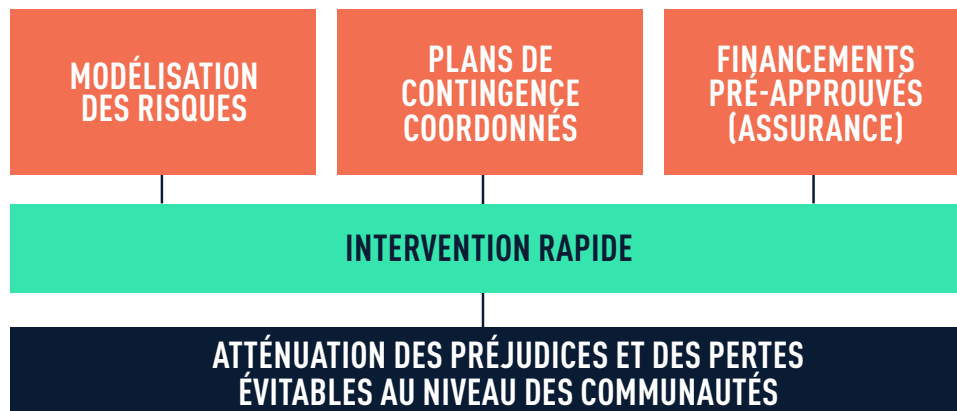 MODÉLISATION
DES RISQUES
PLANS DE
CONTINGENCE
COORDONNÉS
FINANCEMENTS
PRÉ-APPROUVÉS
(ASSURANCE)
INTERVENTION RAPIDE
ATTÉNUATION DES PRÉJUDICES ET DES PERTES
ÉVITABLES AU NIVEAU DES COMMUNAUTÉS